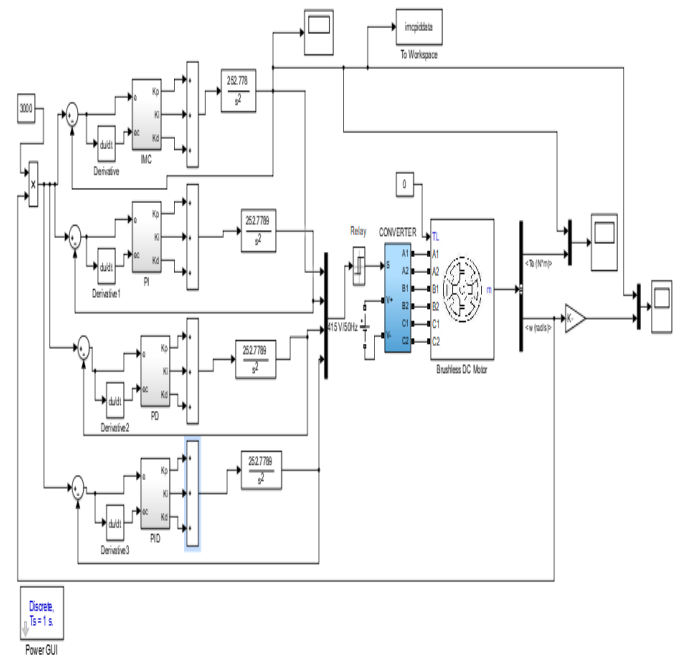 imcpiddata
To Workspace
3000
X
e
ec
Kp
Ki
Kd
IMC
du/dt
Derivative
+
+
+
252.778
s²
e
ec
Kp
Ki
Kd
PI
du/dt
Derivative1
+
+
+
252.7789
s²
e
ec
Kp
Ki
Kd
PD
du/dt
Derivative2
+
+
+
252.7789
s²
e
ec
Kp
Ki
Kd
PID
du/dt
Derivative3
+
+
+
252.7789
s²
Relay
415 V/50Hz
CONVERTER
S
V+
V-
A1
A2
B1
B2
C1
C2
0
TL
A1
A2
B1
B2
C1
C2
m
Brushless DC Motor
<Te (N*m)>
<w (rad/s)>
K-
Discrete,
Ts = 1 s.
Power GUI